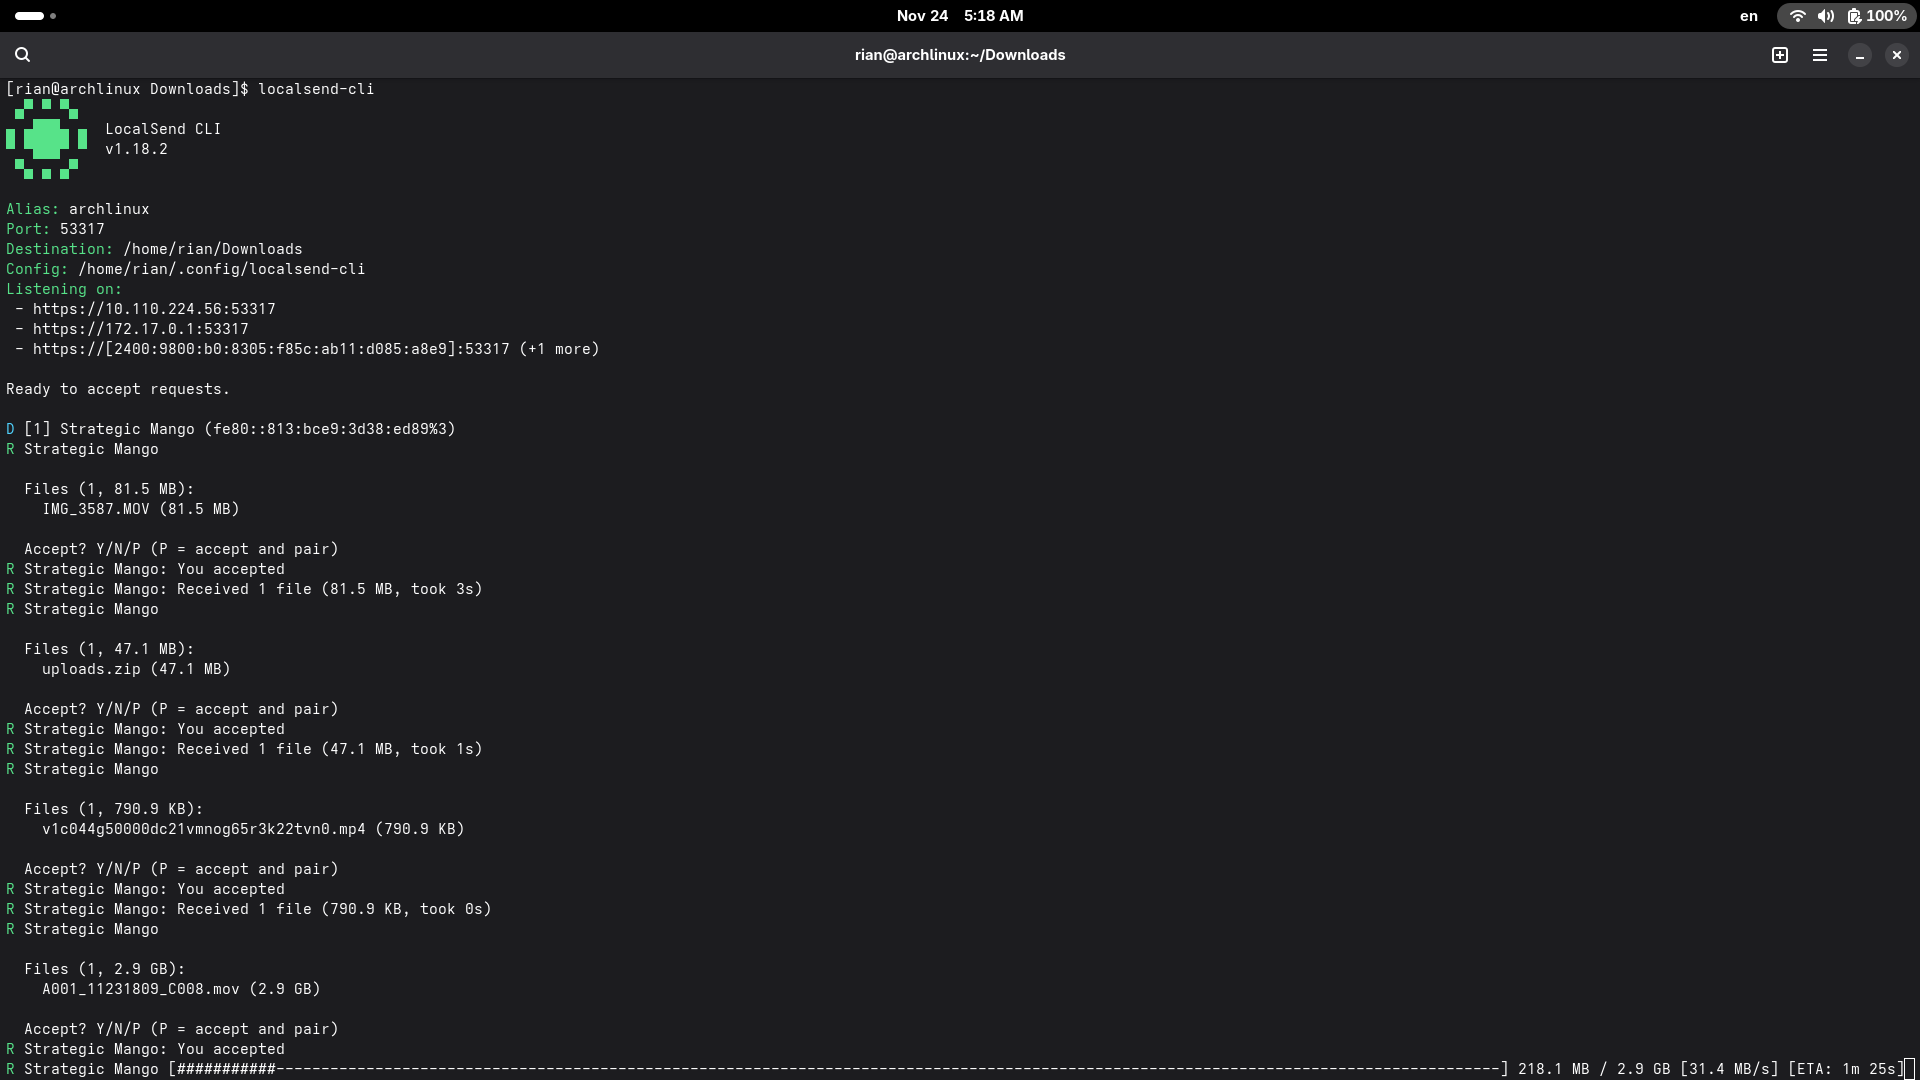 Nov 24 5:18 AM
en 100%
rian@archlinux:~/Downloads
[rian@archlinux Downloads]$ localsend-cli
LocalSend CLI
v1.18.2
Alias: archlinux
Port: 53317
Destination: /home/rian/Downloads
Config: /home/rian/.config/localsend-cli
Listening on:
- https://10.110.224.56:53317
- https://172.17.0.1:53317
- https://[2400:9800:b0:8305:f85c:ab11:d085:a8e9]:53317 (+1 more)
Ready to accept requests.
D [1] Strategic Mango (fe80::813:bce9:3d38:ed89%3)
R Strategic Mango
Files (1, 81.5 MB):
IMG_3587.MOV (81.5 MB)
Accept? Y/N/P (P = accept and pair)
R Strategic Mango: You accepted
R Strategic Mango: Received 1 file (81.5 MB, took 3s)
R Strategic Mango
Files (1, 47.1 MB):
uploads.zip (47.1 MB)
Accept? Y/N/P (P = accept and pair)
R Strategic Mango: You accepted
R Strategic Mango: Received 1 file (47.1 MB, took 1s)
R Strategic Mango
Files (1, 790.9 KB):
v1c044g50000dc21vmnog65r3k22tvn0.mp4 (790.9 KB)
Accept? Y/N/P (P = accept and pair)
R Strategic Mango: You accepted
R Strategic Mango: Received 1 file (790.9 KB, took 0s)
R Strategic Mango
Files (1, 2.9 GB):
A001_11231809_C008.mov (2.9 GB)
Accept? Y/N/P (P = accept and pair)
R Strategic Mango: You accepted
R Strategic Mango [###########----------------------------------------------------------------------------------------------------------------------------------------] 218.1 MB / 2.9 GB [31.4 MB/s] [ETA: 1m 25s]